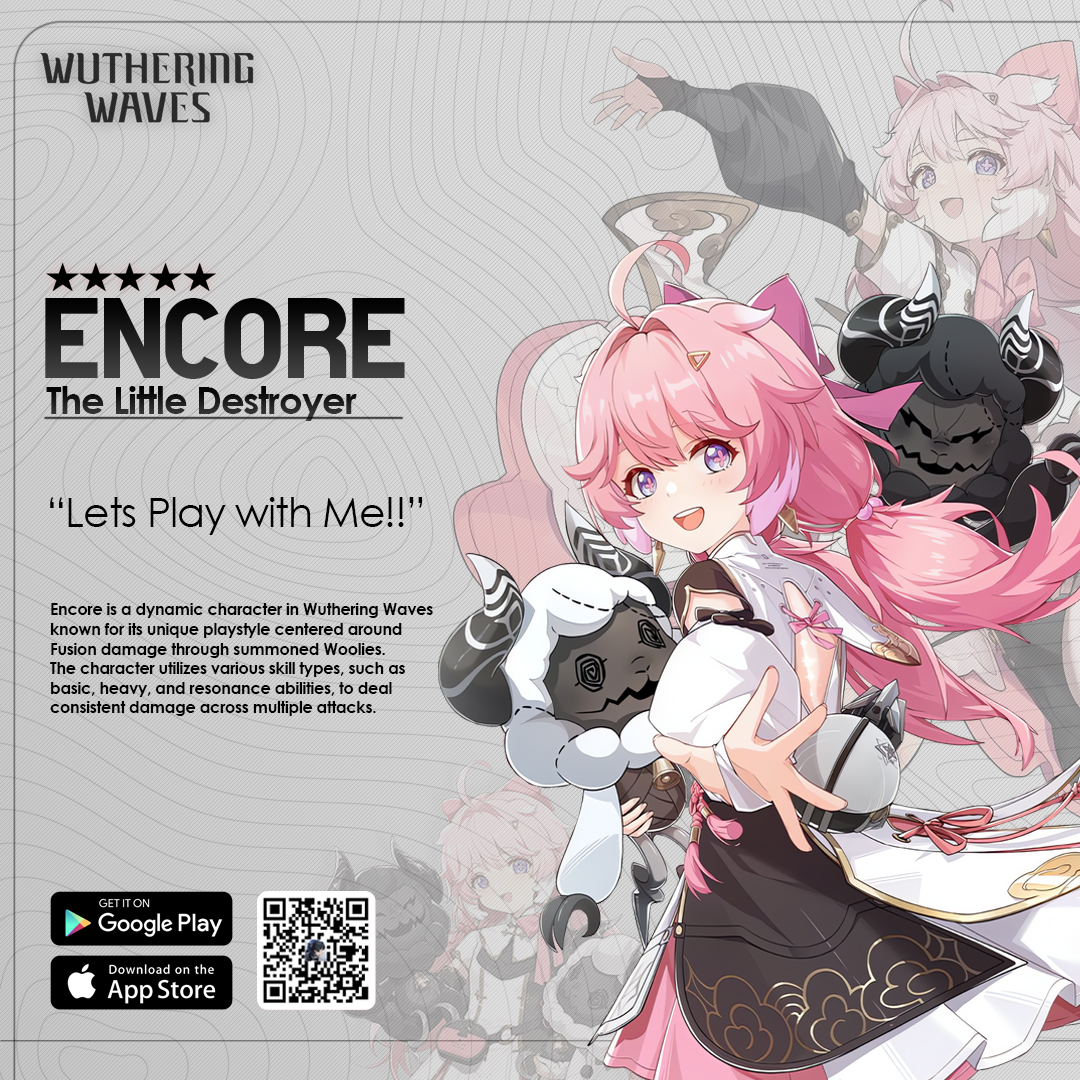 WUTHERING
WAVES
★★★★★
ENCORE
The Little Destroyer
“Lets Play with Me!!”
Encore is a dynamic character in Wuthering Waves
known for its unique playstyle centered around
Fusion damage through summoned Woolies.
The character utilizes various skill types, such as
basic, heavy, and resonance abilities, to deal
consistent damage across multiple attacks.
GET IT ON
Google Play
Download on the
App Store